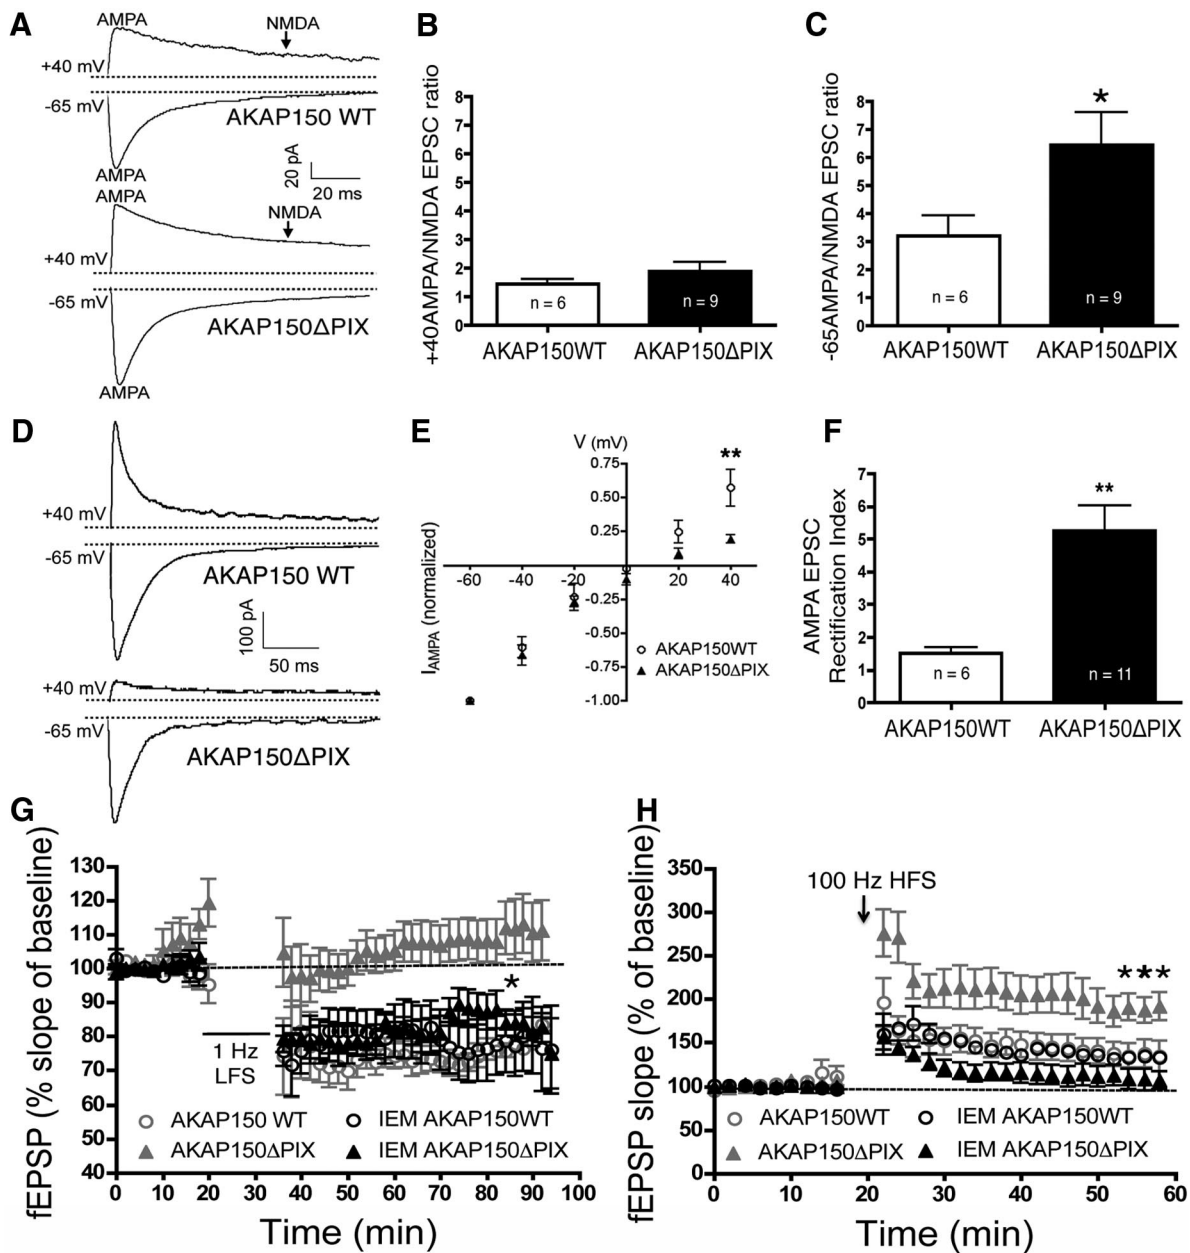 A
AMPA
NMDA
+40 mV
-65 mV
AKAP150 WT
AMPA
20 pA
20 ms
AMPA
NMDA
+40 mV
-65 mV
AKAP150ΔPIX
AMPA
B
+40AMPA/NMDA EPSC ratio
8
7
6
5
4
3
2
1
0
n = 6
n = 9
AKAP150WT
AKAP150ΔPIX
C
-65AMPA/NMDA EPSC ratio
8
7
6
5
4
3
2
1
0
*
n = 6
n = 9
AKAP150WT
AKAP150ΔPIX
D
+40 mV
-65 mV
AKAP150 WT
100 pA
50 ms
+40 mV
-65 mV
AKAP150ΔPIX
E
V (mV)
IAMPA (normalized)
0.75
0.50
0.25
-0.25
-0.50
-0.75
-1.00
-60
-40
-20
0
20
40
**
AKAP150WT
AKAP150ΔPIX
F
AMPA EPSC
Rectification Index
7
6
5
4
3
2
1
0
**
n = 6
n = 11
AKAP150WT
AKAP150ΔPIX
G
fEPSP (% slope of baseline)
130
120
110
100
90
80
70
60
50
40
*
1 Hz
LFS
AKAP150 WT
IEM AKAP150WT
AKAP150ΔPIX
IEM AKAP150ΔPIX
0 10 20 30 40 50 60 70 80 90 100
Time (min)
H
fEPSP slope (% of baseline)
350
300
250
200
150
100
50
0
100 Hz HFS
***
AKAP150WT
IEM AKAP150WT
AKAP150ΔPIX
IEM AKAP150ΔPIX
0 10 20 30 40 50 60
Time (min)